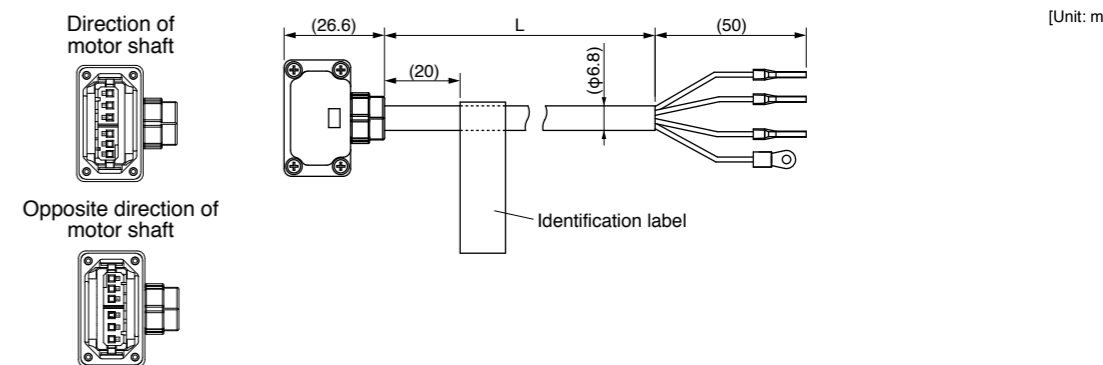 Direction of
motor shaft
(26.6)
L
(50)
[Unit: m
(20)
(φ6.8)
Identification label
Opposite direction of
motor shaft